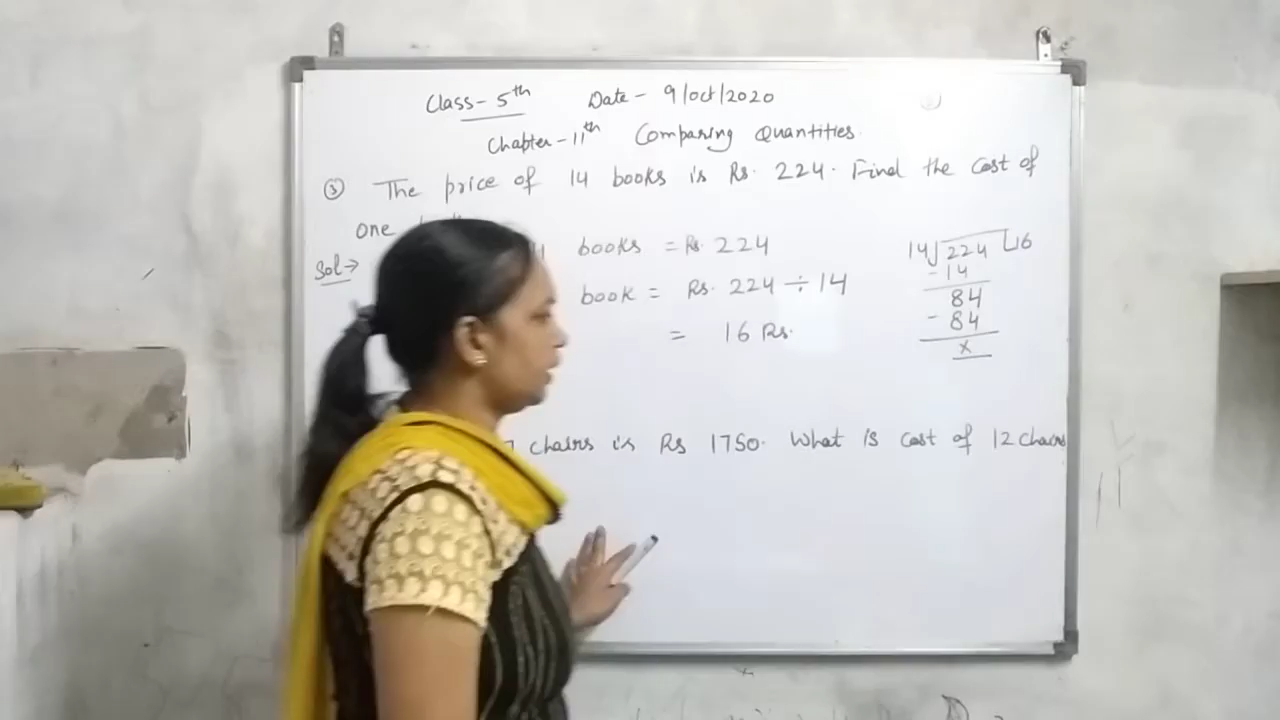 Class- 5th Date- 9/oct/2020
Chapter-11th Comparing Quantities.
③ The price of 14 books is Rs. 224. Find the cost of
one
Sol→ books = Rs. 224
book = Rs. 224 ÷ 14
= 16 Rs.
14 224 16
-14
84
- 84
x
7 chairs is Rs 1750. What is cost of 12 chairs